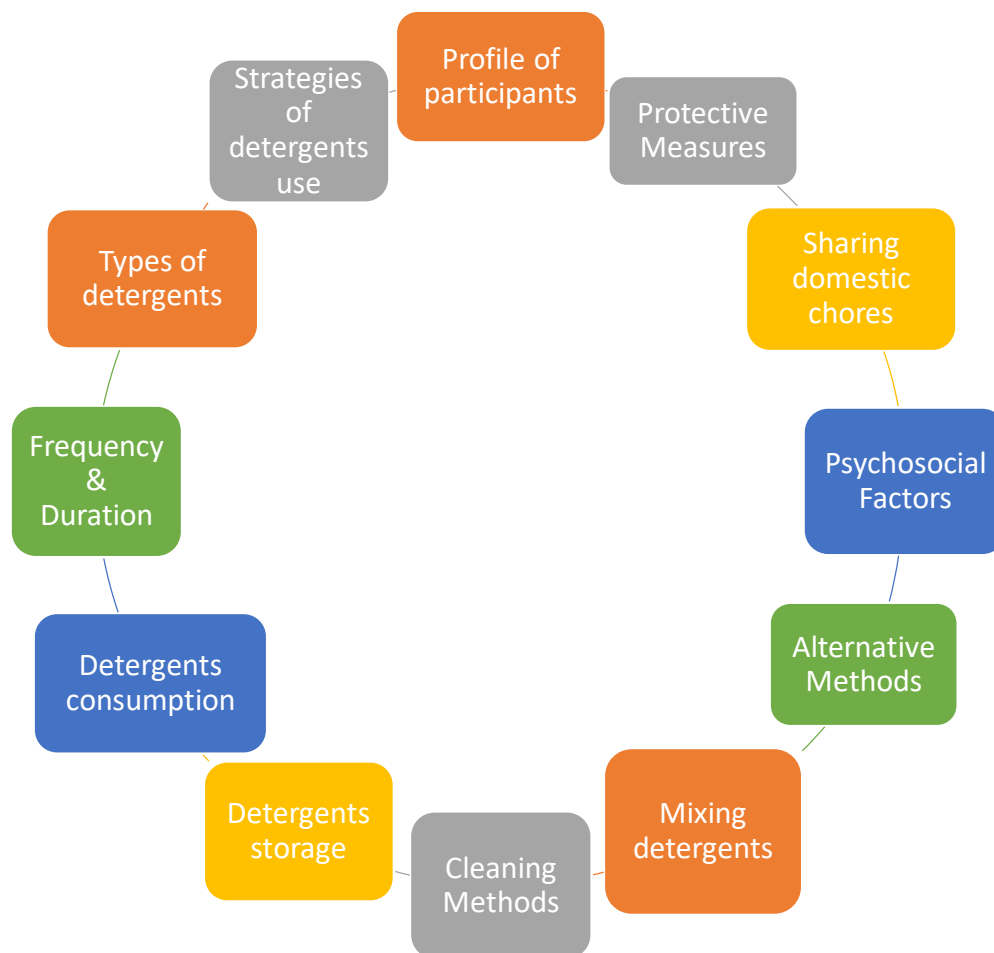 Profile of
participants
Protective
Measures
Sharing
domestic
chores
Psychosocial
Factors
Alternative
Methods
Mixing
detergents
Cleaning
Methods
Detergents
storage
Detergents
consumption
Frequency
&
Duration
Types of
detergents
Strategies
of
detergents
use